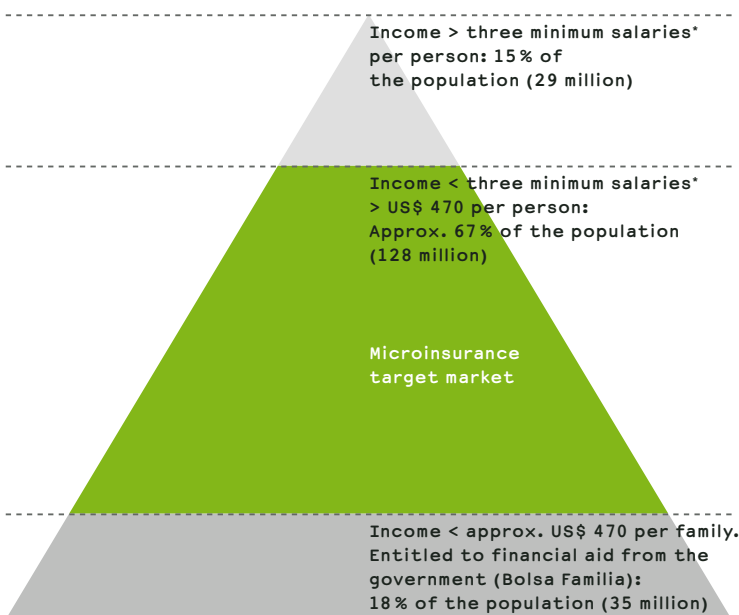 Income > three minimum salaries*
per person: 15% of
the population (29 million)
Income < three minimum salaries*
> US$ 470 per person:
Approx. 67% of the population
(128 million)
Microinsurance
target market
Income < approx. US$ 470 per family.
Entitled to financial aid from the
government (Bolsa Familia):
18% of the population (35 million)